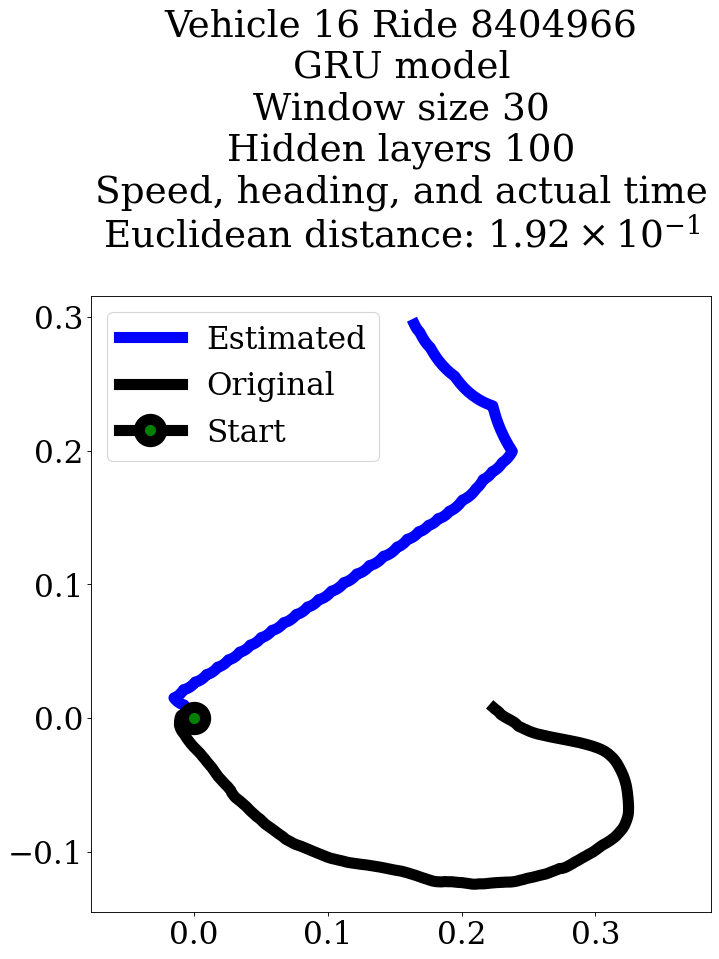 Vehicle 16 Ride 8404966
GRU model
Window size 30
Hidden layers 100
Speed, heading, and actual time
Euclidean distance: 1.92 × 10⁻¹
0.3
0.2
0.1
0.0
−0.1
Estimated
Original
Start
0.0 0.1 0.2 0.3